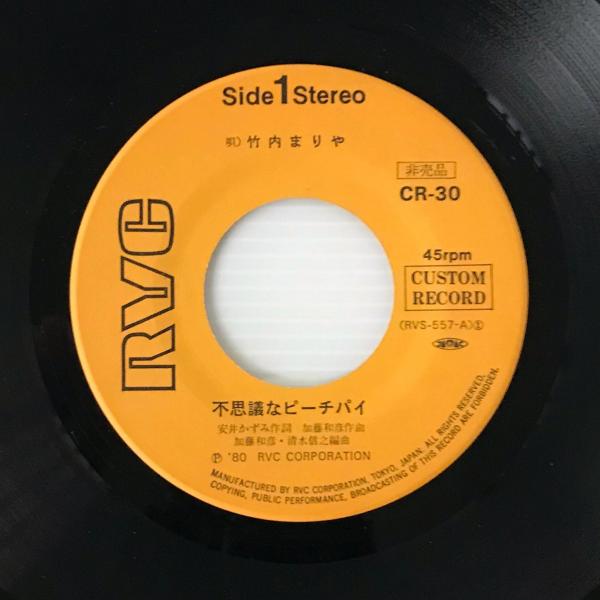 Side 1 Stereo
唄) 竹内まりや
非売品
CR-30
RVC
45rpm
CUSTOM
RECORD
(RVS-557-A)①
JASRAC
不思議なピーチパイ
安井かずみ作詞 加藤和彦作曲
加藤和彦・清水信之編曲
Ⓟ '80 RVC CORPORATION
MANUFACTURED BY RVC CORPORATION, TOKYO, JAPAN. ALL RIGHTS RESERVED.
COPYING, PUBLIC PERFORMANCE, BROADCASTING OF THIS RECORD ARE FORBIDDEN.